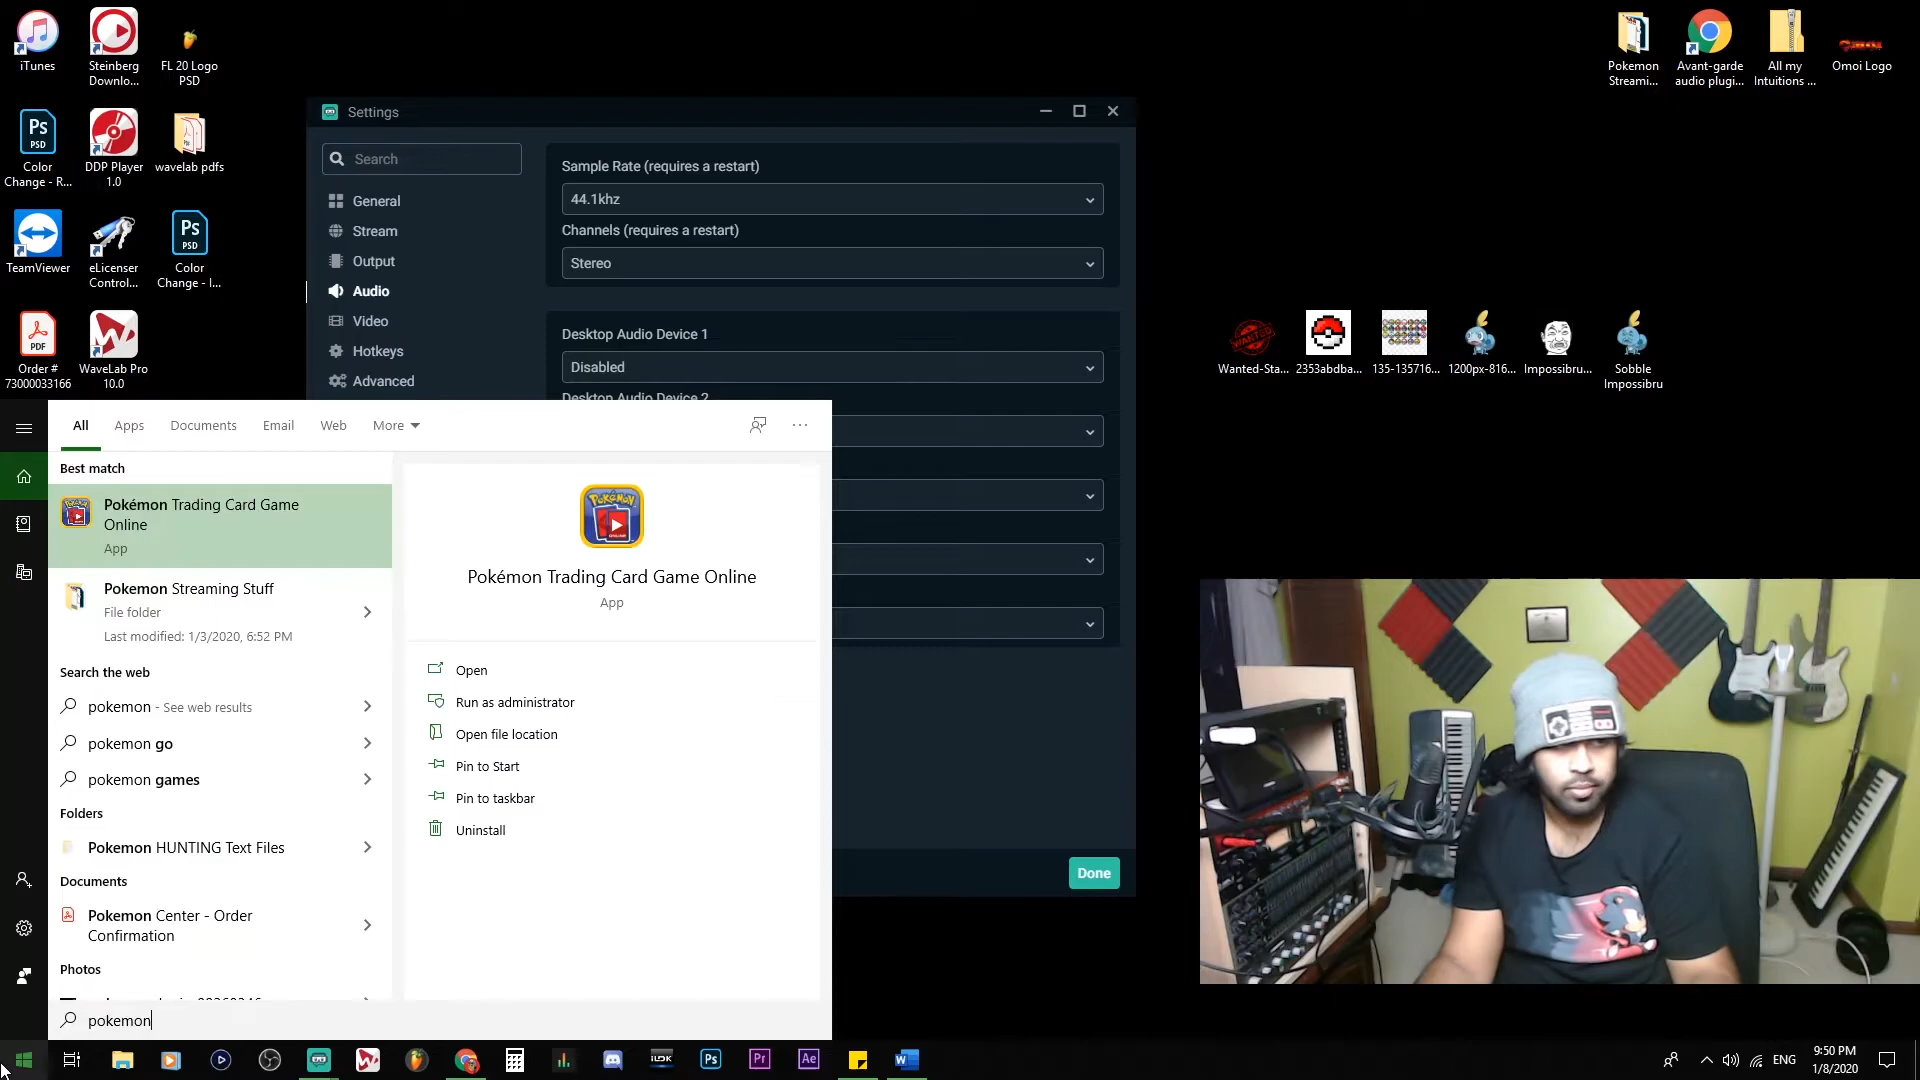 iTunes
Steinberg
Downlo...
FL 20 Logo
PSD
Color
Change - R...
DDP Player
1.0
wavelab pdfs
TeamViewer
eLicenser
Control...
Color
Change - I...
Order #
73000033166
WaveLab Pro
10.0
Pokemon
Streami...
Avant-garde
audio plugi...
All my
Intuitions ...
Omoi Logo
Wanted-Sta...
2353abdba...
135-135716...
1200px-816...
Impossibru...
Sobble
Impossibru
Settings
Search
General
Stream
Output
Audio
Video
Hotkeys
Advanced
Sample Rate (requires a restart)
44.1khz
Channels (requires a restart)
Stereo
Desktop Audio Device 1
Disabled
Desktop Audio Device 2
Done
All
Apps
Documents
Email
Web
More
Best match
Pokémon Trading Card Game
Online
App
Pokemon Streaming Stuff
File folder
Last modified: 1/3/2020, 6:52 PM
Search the web
pokemon - See web results
pokemon go
pokemon games
Folders
Pokemon HUNTING Text Files
Documents
Pokemon Center - Order
Confirmation
Photos
pokemon
Pokémon Trading Card Game Online
App
Open
Run as administrator
Open file location
Pin to Start
Pin to taskbar
Uninstall
ENG
9:50 PM
1/8/2020